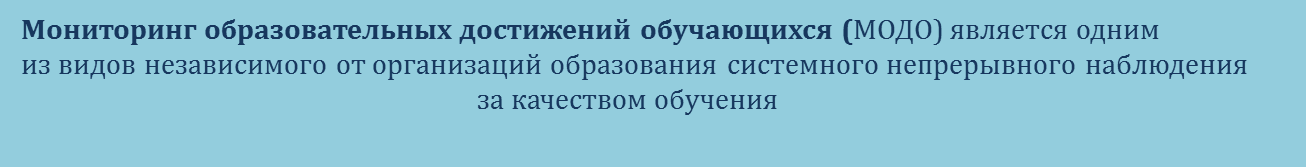 Мониторинг образовательных достижений обучающихся (МОДО) является одним
из видов независимого от организаций образования системного непрерывного наблюдения
за качеством обучения